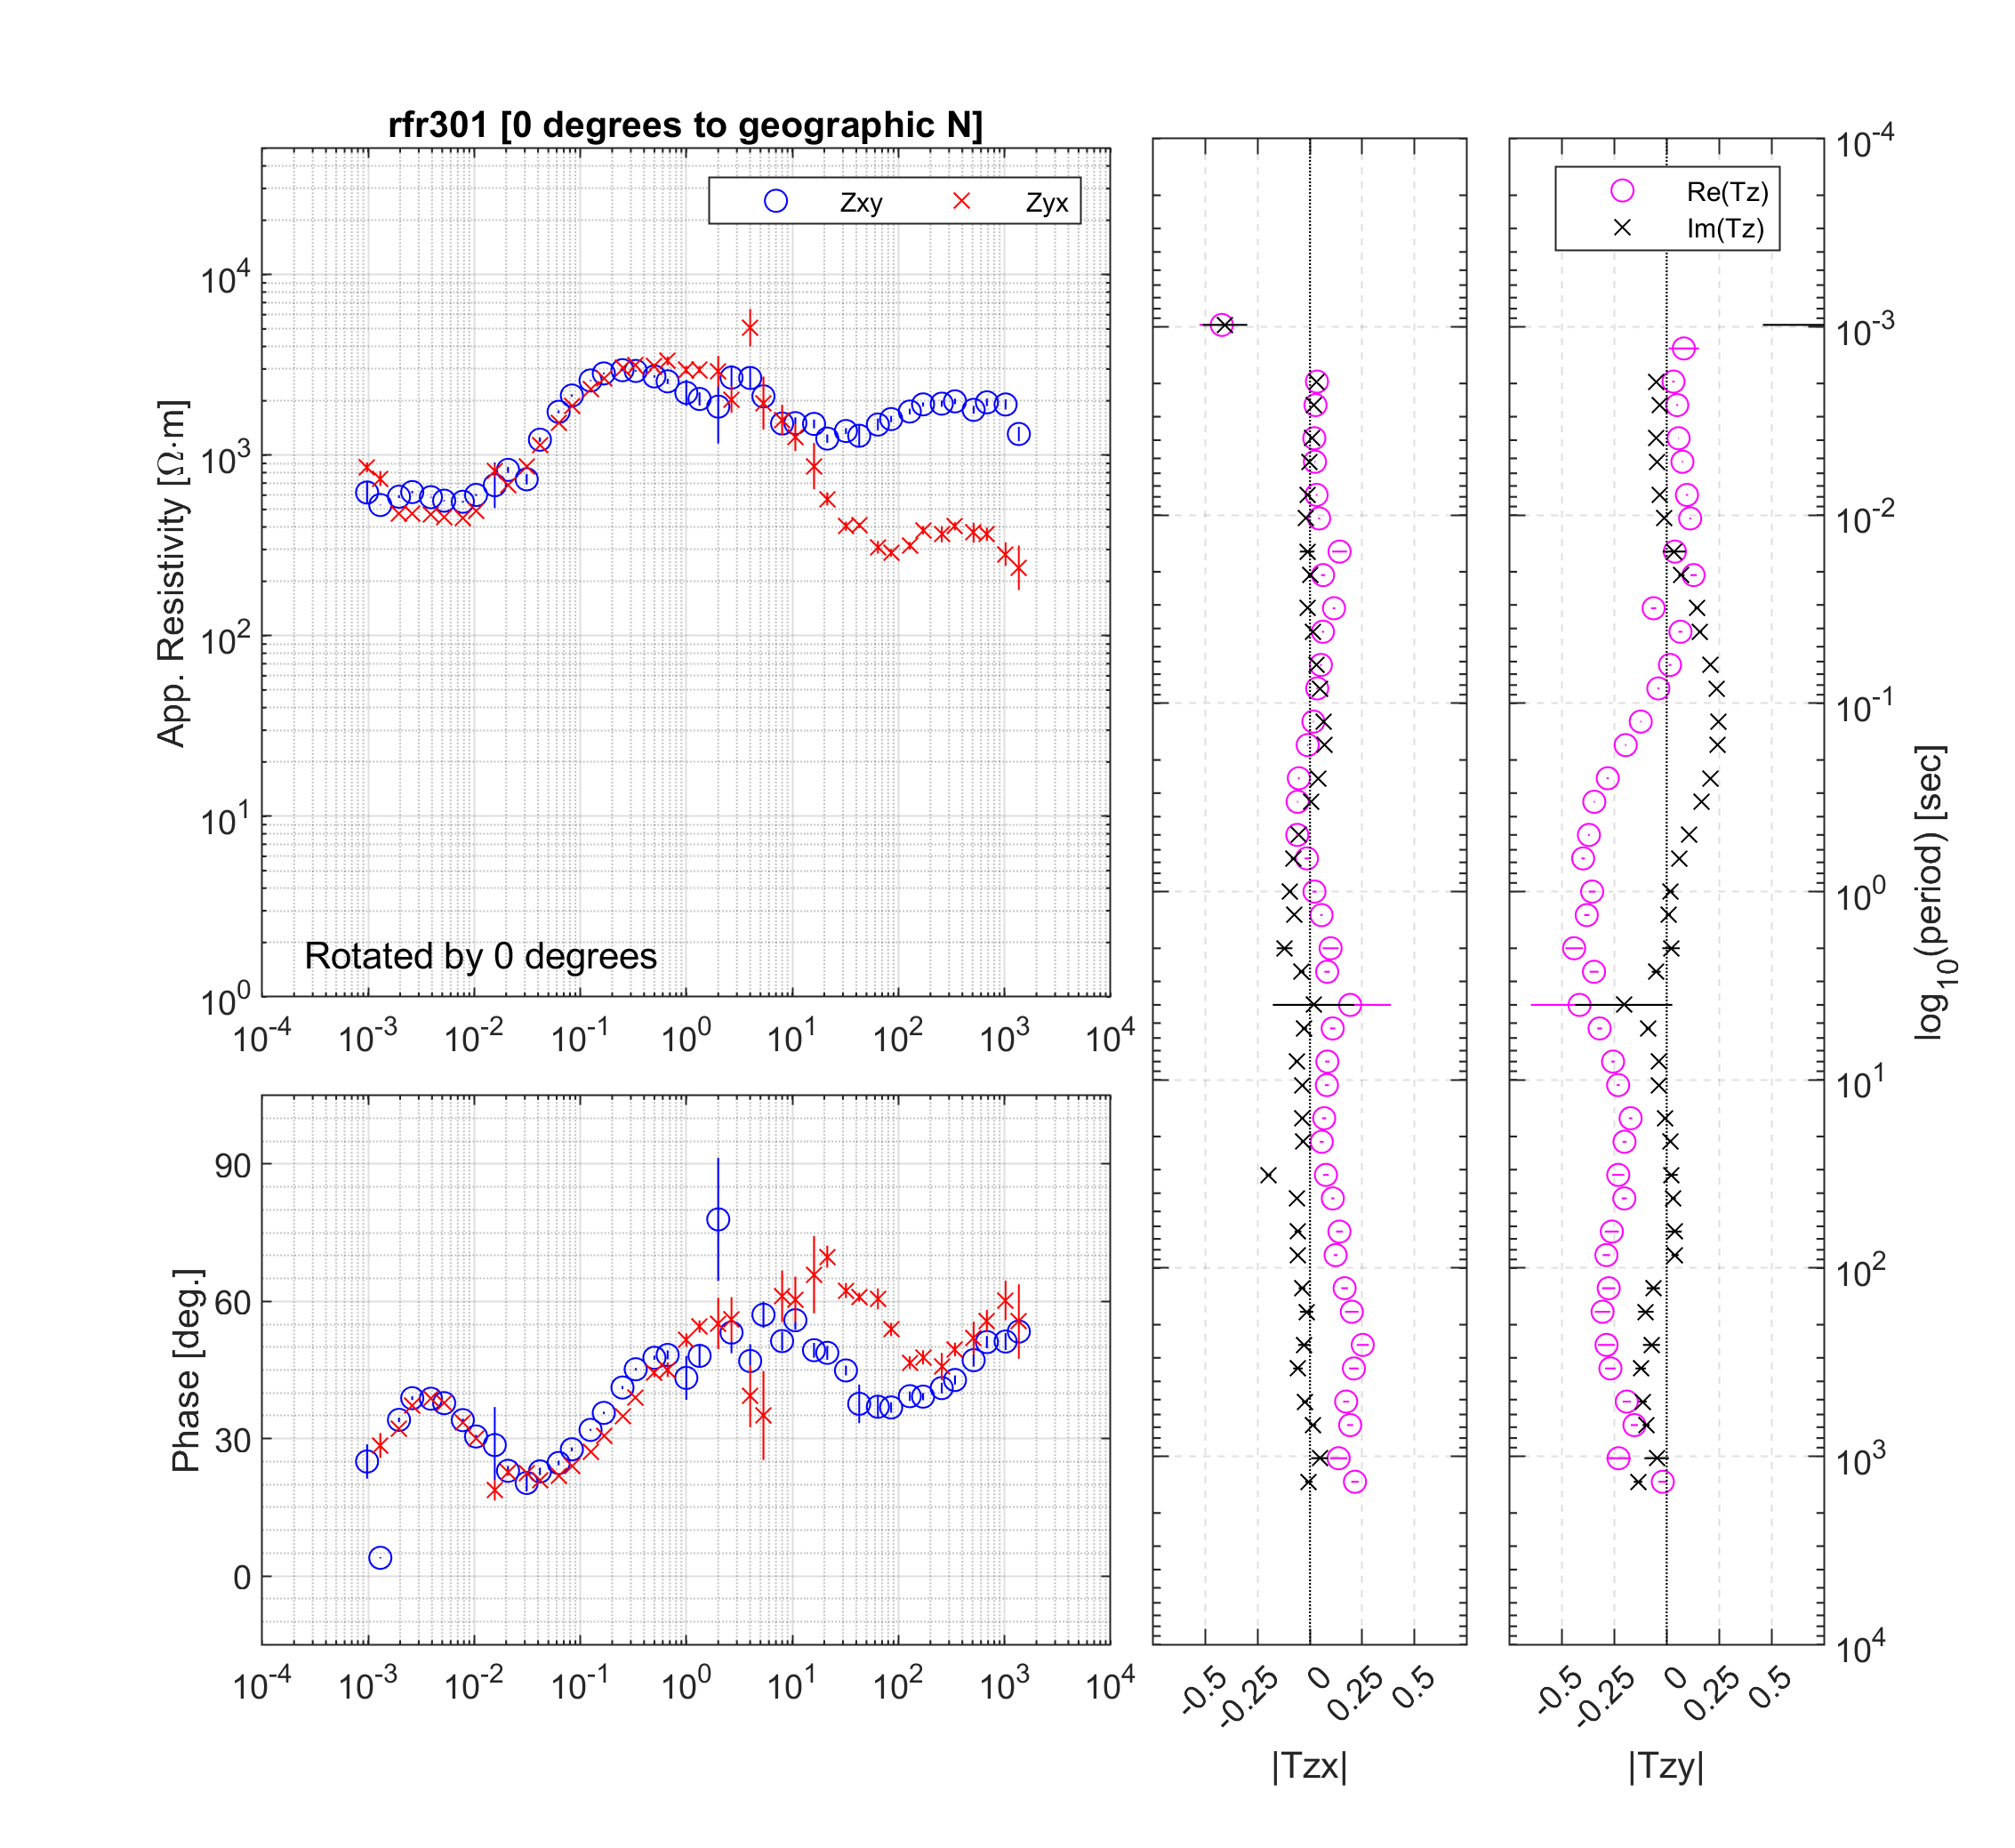 rfr301 [0 degrees to geographic N]
Zxy Zyx
App. Resistivity [Ω·m]
10^4
10^3
10^2
10^1
10^0
Rotated by 0 degrees
10^-4 10^-3 10^-2 10^-1 10^0 10^1 10^2 10^3 10^4
Phase [deg.]
90
60
30
0
10^-4 10^-3 10^-2 10^-1 10^0 10^1 10^2 10^3 10^4
-0.5 -0.25 0 0.25 0.5
|Tzx|
Re(Tz)
Im(Tz)
-0.5 -0.25 0 0.25 0.5
|Tzy|
10^-4
10^-3
10^-2
10^-1
10^0
10^1
10^2
10^3
10^4
log10(period) [sec]